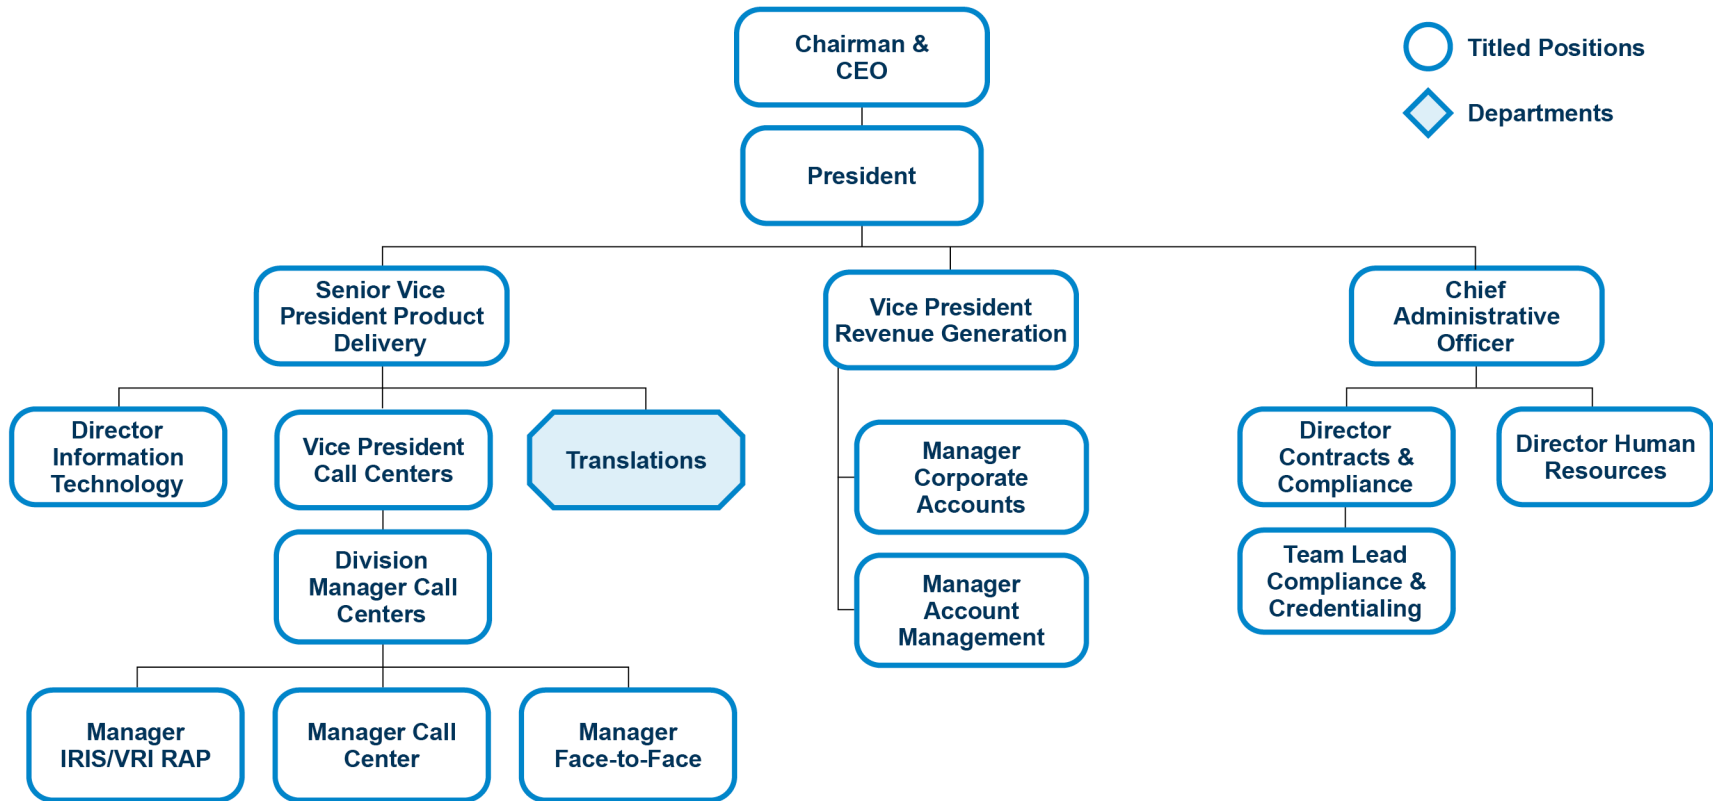 Chairman &
CEO
Titled Positions
Departments
President
Senior Vice
President Product
Delivery
Vice President
Revenue Generation
Chief
Administrative
Officer
Director
Information
Technology
Vice President
Call Centers
Translations
Manager
Corporate
Accounts
Director
Contracts &
Compliance
Director Human
Resources
Division
Manager Call
Centers
Manager
Account
Management
Team Lead
Compliance &
Credentialing
Manager
IRIS/VRI RAP
Manager Call
Center
Manager
Face-to-Face